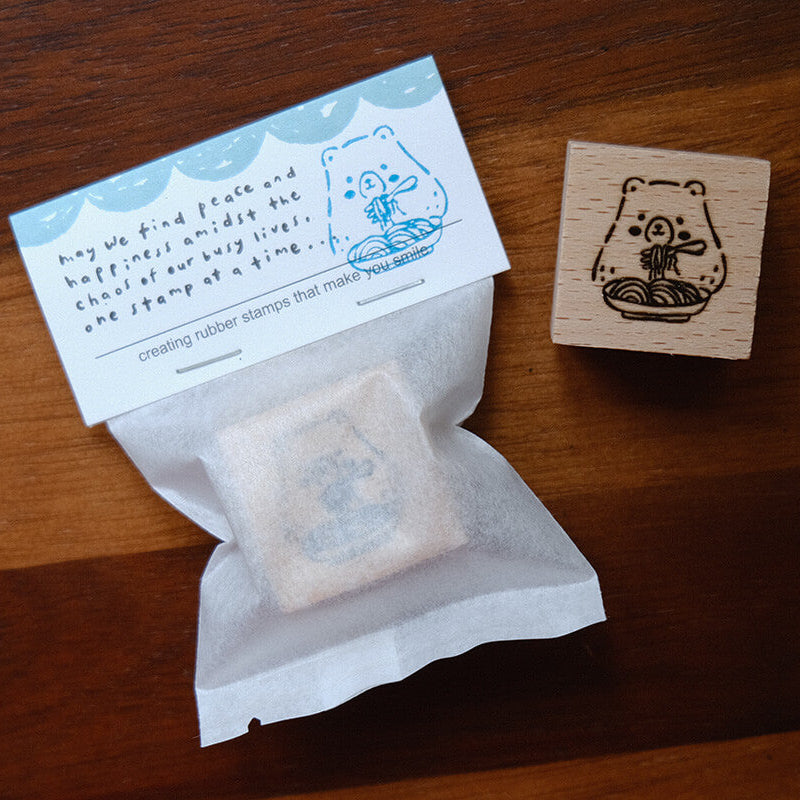 may we find peace and
happiness amidst the
chaos of our busy lives,
one stamp at a time...
creating rubber stamps that make you smile